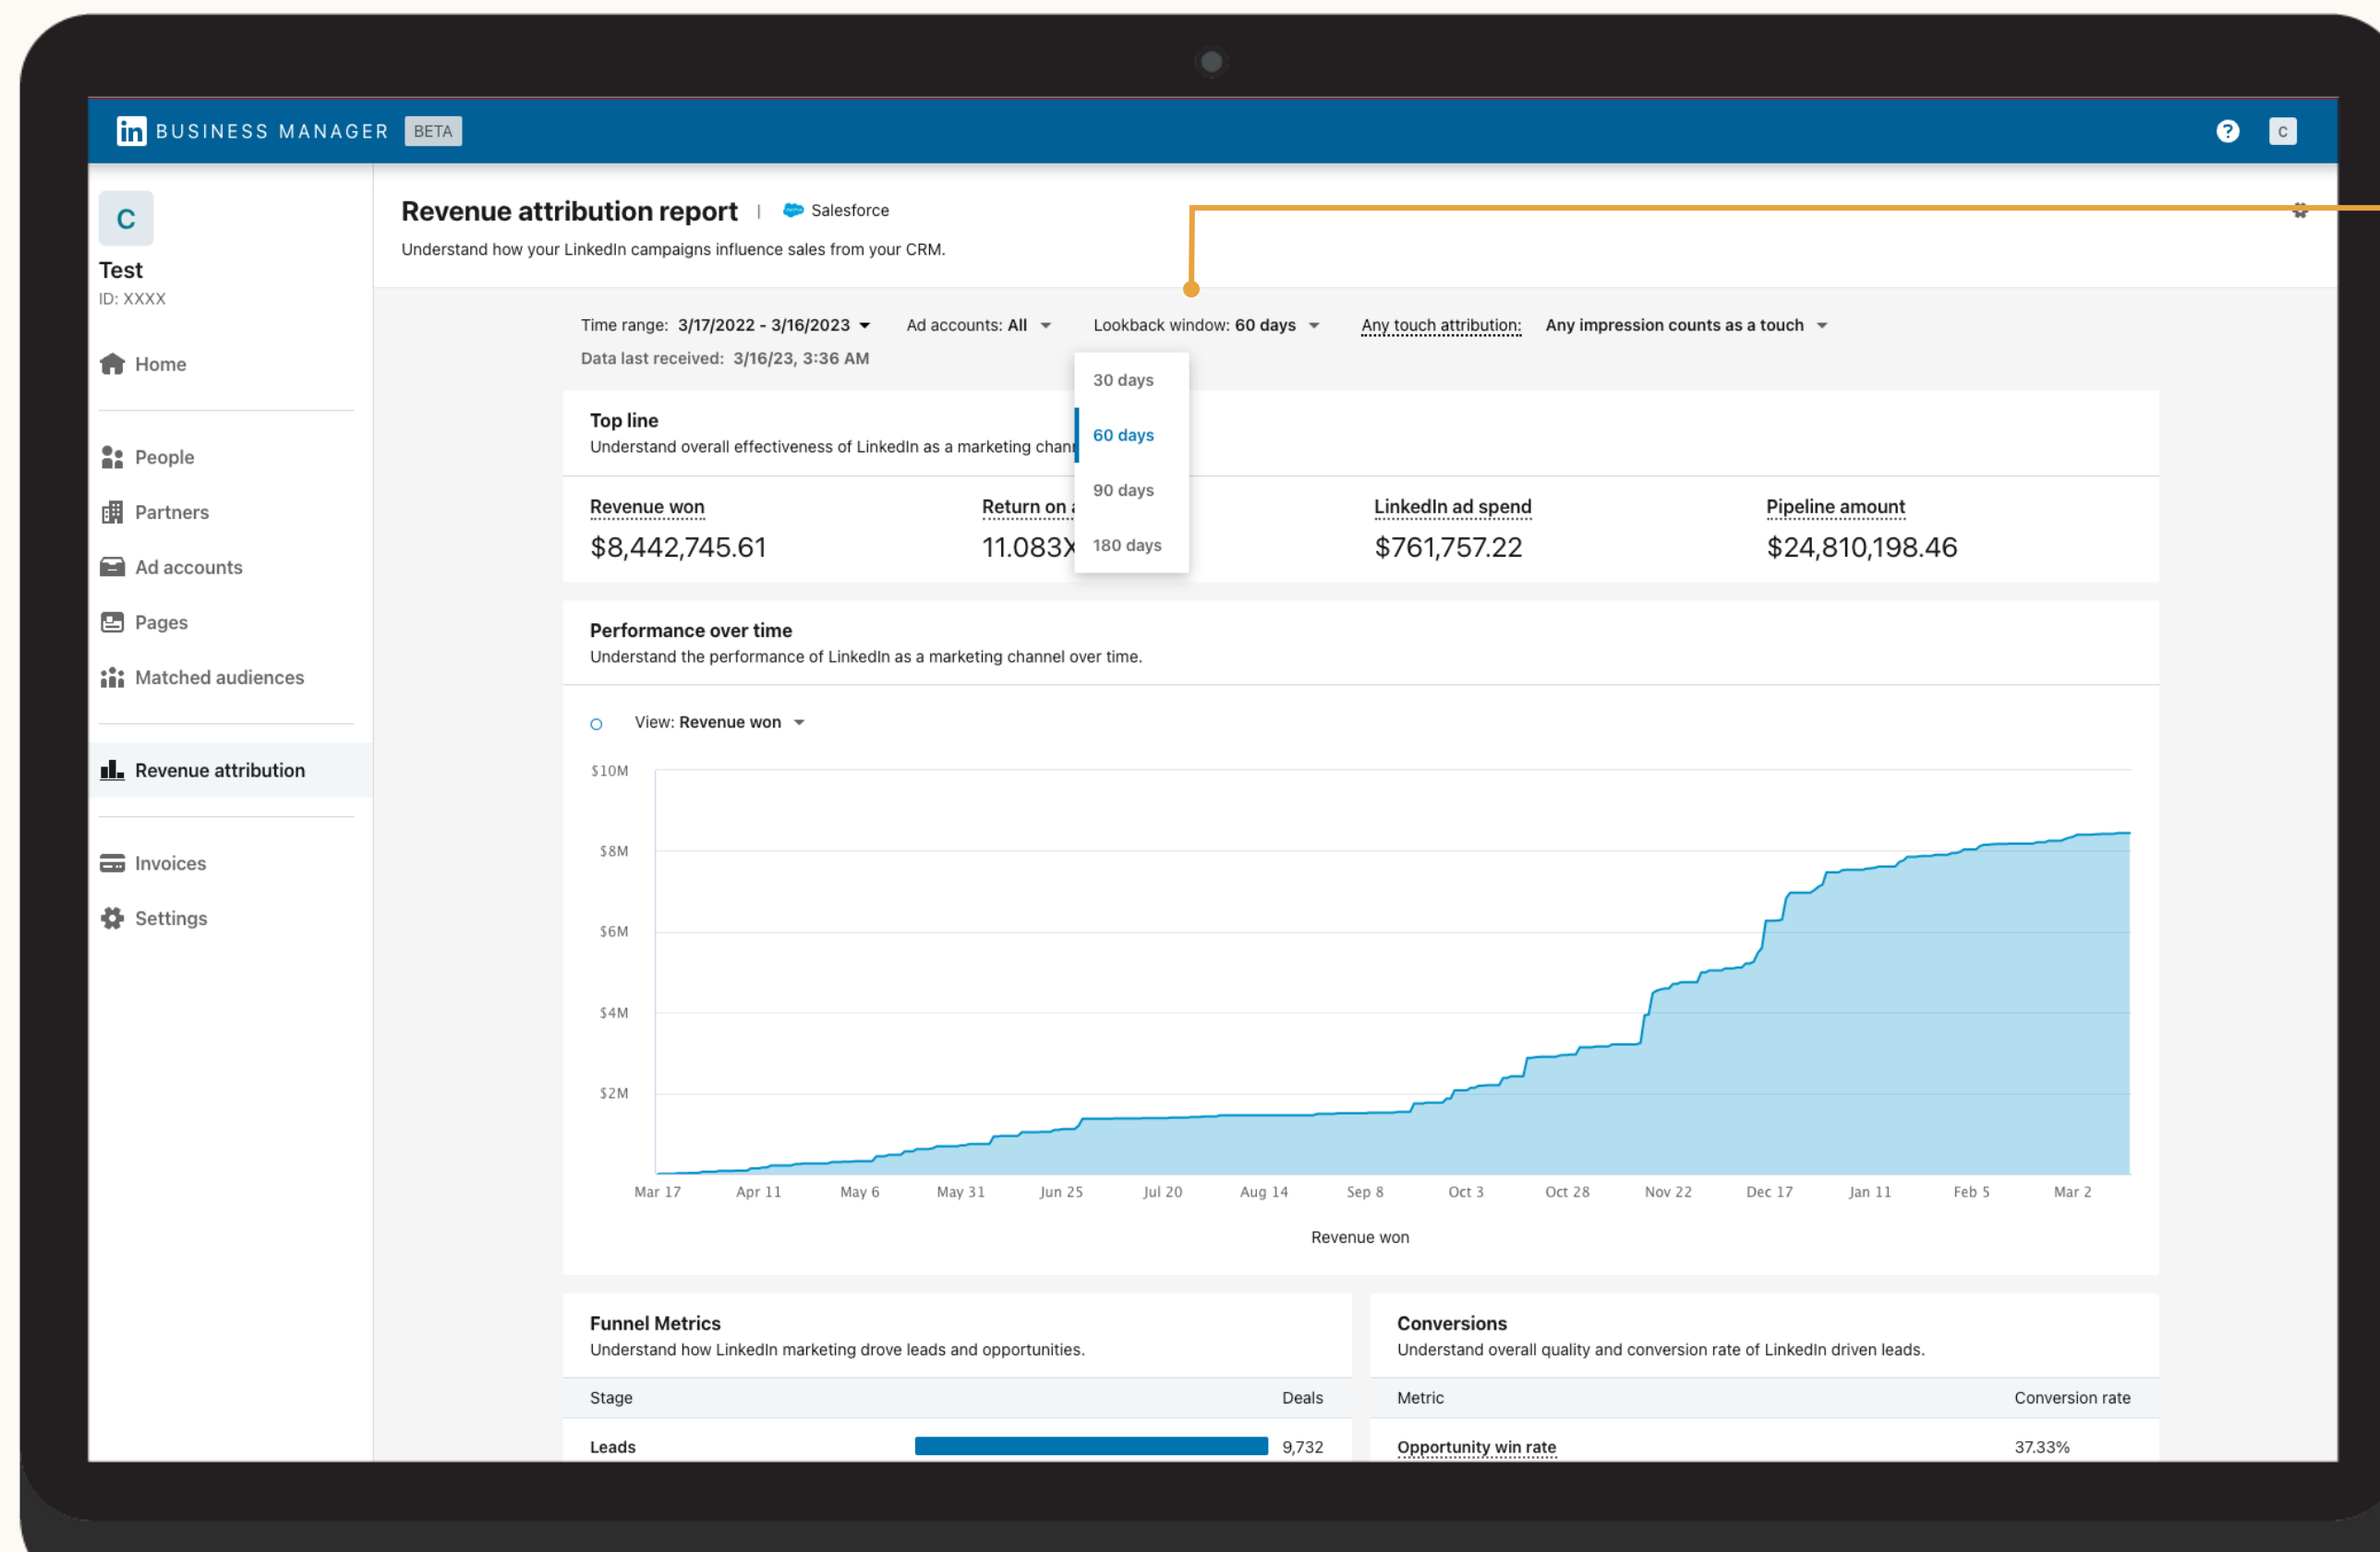 in BUSINESS MANAGER BETA
? C
C
Test
ID: XXXX
Home
People
Partners
Ad accounts
Pages
Matched audiences
Revenue attribution
Invoices
Settings
Revenue attribution report | Salesforce
Understand how your LinkedIn campaigns influence sales from your CRM.
Time range: 3/17/2022 - 3/16/2023 Ad accounts: All Lookback window: 60 days Any touch attribution: Any impression counts as a touch
Data last received: 3/16/23, 3:36 AM
30 days
60 days
90 days
180 days
Top line
Understand overall effectiveness of LinkedIn as a marketing
Revenue won Return on LinkedIn ad spend Pipeline amount
$8,442,745.61 11.083X $761,757.22 $24,810,198.46
Performance over time
Understand the performance of LinkedIn as a marketing channel over time.
View: Revenue won
$10M
$8M
$6M
$4M
$2M
Mar 17 Apr 11 May 6 May 31 Jun 25 Jul 20 Aug 14 Sep 8 Oct 3 Oct 28 Nov 22 Dec 17 Jan 11 Feb 5 Mar 2
Revenue won
Funnel Metrics
Understand how LinkedIn marketing drove leads and opportunities.
Stage Deals
Leads 9,732
Conversions
Understand overall quality and conversion rate of LinkedIn driven leads.
Metric Conversion rate
Opportunity win rate 37.33%